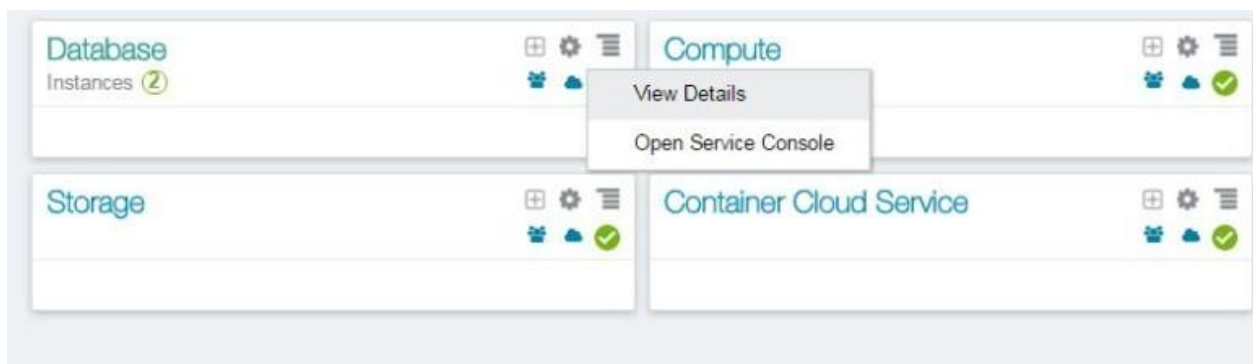 Database
Instances 2
Compute
View Details
Open Service Console
Storage
Container Cloud Service